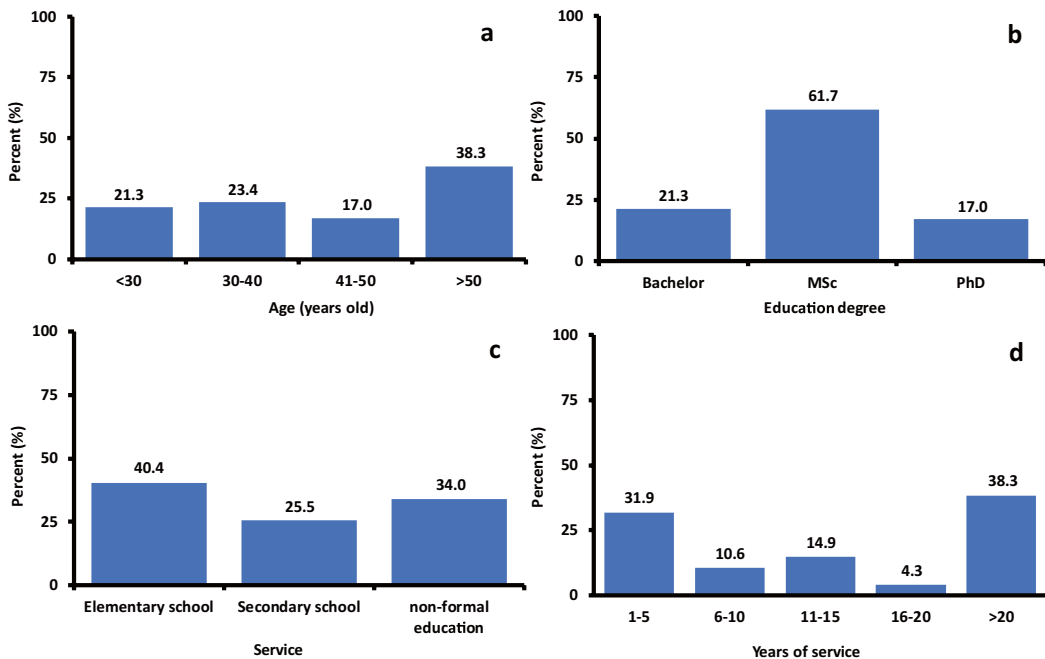 a
Percent (%)
100
75
50
25
0
21.3
23.4
17.0
38.3
<30
30-40
41-50
>50
Age (years old)
b
Percent (%)
100
75
50
25
0
21.3
61.7
17.0
Bachelor
MSc
PhD
Education degree
c
Percent (%)
100
75
50
25
0
40.4
25.5
34.0
Elementary school
Secondary school
non-formal
education
Service
d
Percent (%)
100
75
50
25
0
31.9
10.6
14.9
4.3
38.3
1-5
6-10
11-15
16-20
>20
Years of service